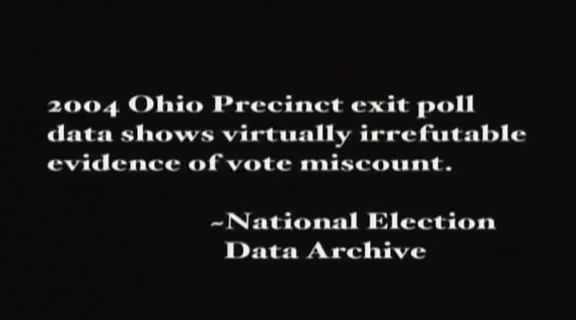 2004 Ohio Precinct exit poll
data shows virtually irrefutable
evidence of vote miscount.
~National Election
Data Archive